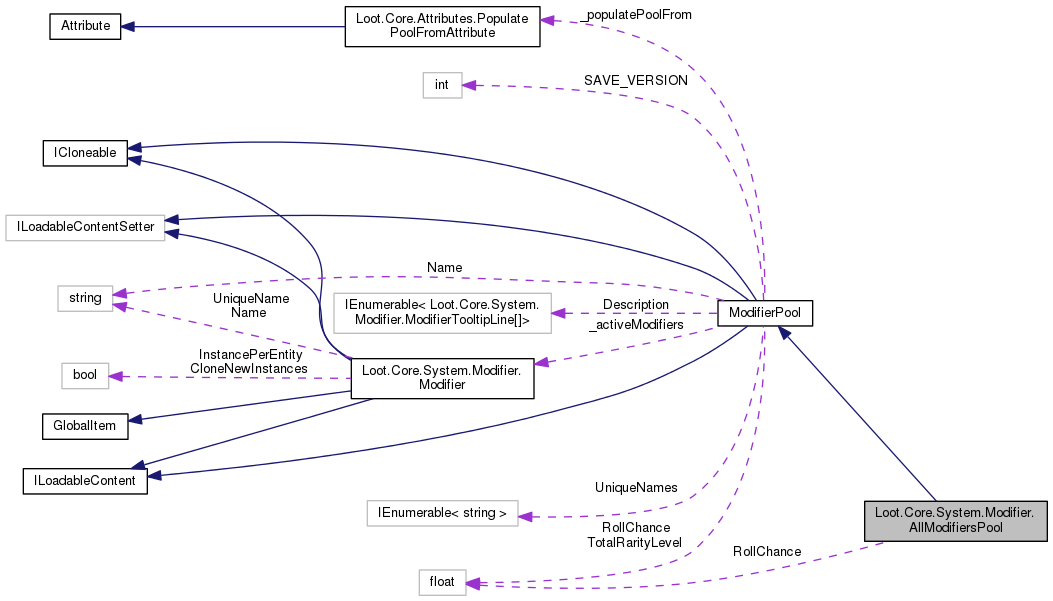 Attribute
Loot.Core.Attributes.Populate
PoolFromAttribute
_populatePoolFrom
int
SAVE_VERSION
ICloneable
ILoadableContentSetter
string
Name
UniqueName
Name
IEnumerable< Loot.Core.System.
Modifier.ModifierTooltipLine[]>
Description
_activeModifiers
ModifierPool
bool
InstancePerEntity
CloneNewInstances
Loot.Core.System.Modifier.
Modifier
GlobalItem
ILoadableContent
IEnumerable< string >
UniqueNames
Loot.Core.System.Modifier.
AllModifiersPool
RollChance
TotalRarityLevel
RollChance
float